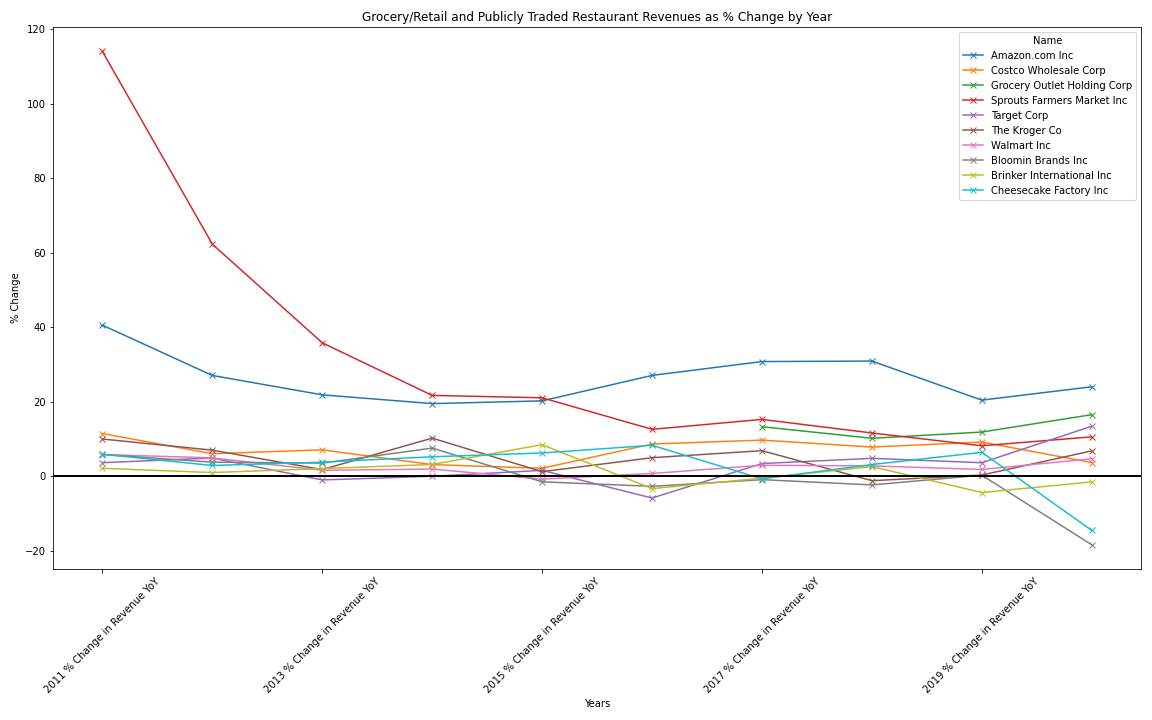 Grocery/Retail and Publicly Traded Restaurant Revenues as % Change by Year
120
100
80
60
40
20
0
−20
% Change
Name
Amazon.com Inc
Costco Wholesale Corp
Grocery Outlet Holding Corp
Sprouts Farmers Market Inc
Target Corp
The Kroger Co
Walmart Inc
Bloomin Brands Inc
Brinker International Inc
Cheesecake Factory Inc
2011 % Change in Revenue YoY
2013 % Change in Revenue YoY
2015 % Change in Revenue YoY
2017 % Change in Revenue YoY
2019 % Change in Revenue YoY
Years